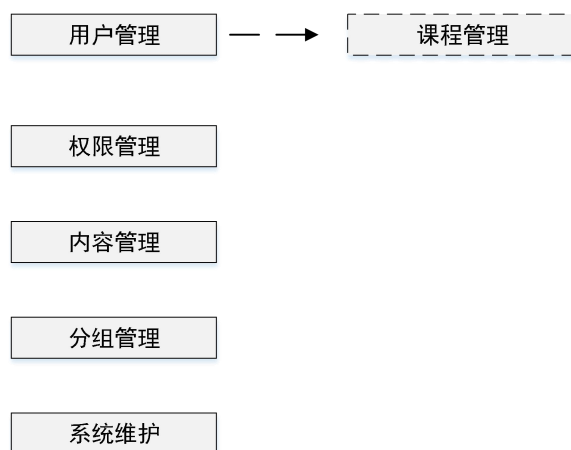 用户管理
课程管理
权限管理
内容管理
分组管理
系统维护